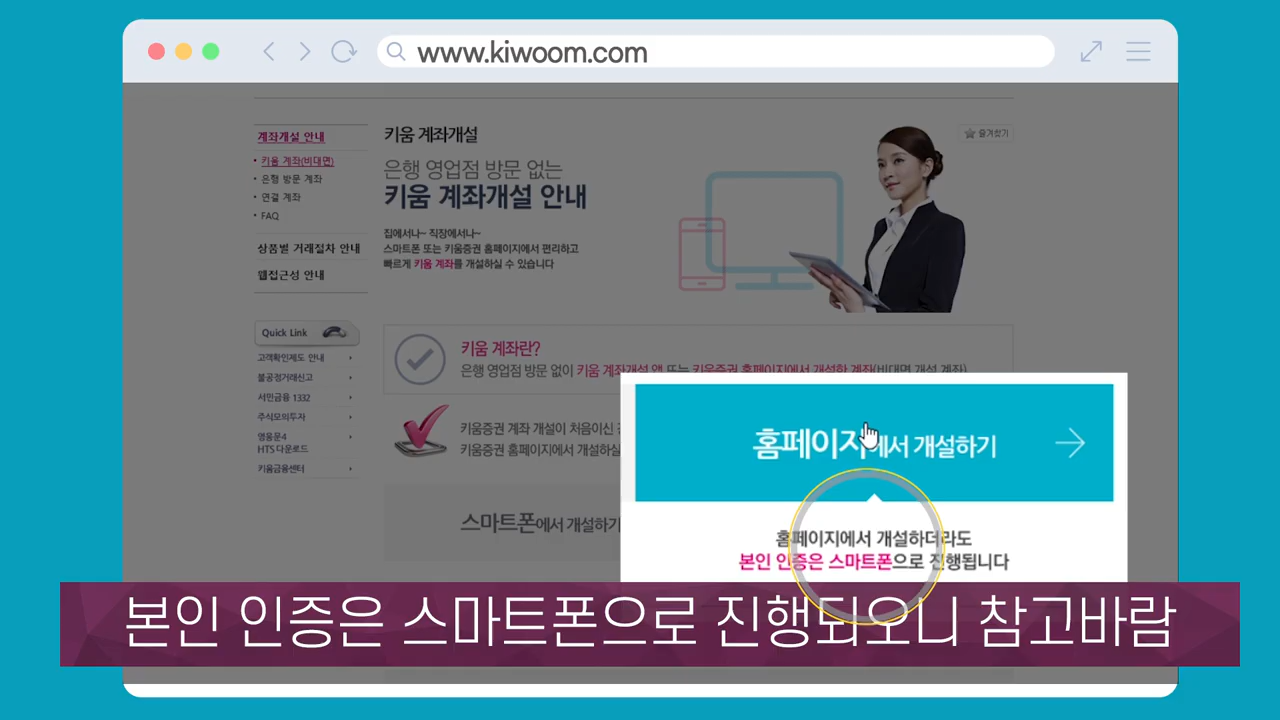 www.kiwoom.com
계좌개설 안내
키움 계좌(비대면)
은행 방문 계좌
연결 계좌
FAQ
상품별 거래절차 안내
웹접근성 안내
Quick Link
고객확인제도 안내
불공정거래신고
서민금융 1332
주식모의투자
영웅문4
HTS 다운로드
키움금융센터
키움 계좌개설
즐겨찾기
은행 영업점 방문 없는
키움 계좌개설 안내
집에서나~ 직장에서나~
스마트폰 또는 키움증권 홈페이지에서 편리하고
빠르게 키움 계좌를 개설하실 수 있습니다
키움 계좌란?
은행 영업점 방문 없이 키움 계좌개설 앱 또는 키움증권 홈페이지에서 개설한 계좌(비대면 개설 계좌)
키움증권 계좌 개설이 처음이신
키움증권 홈페이지에서 개설하실
스마트폰에서 개설하기
홈페이지에서 개설하기
홈페이지에서 개설하더라도
본인 인증은 스마트폰으로 진행됩니다
본인 인증은 스마트폰으로 진행되오니 참고바람